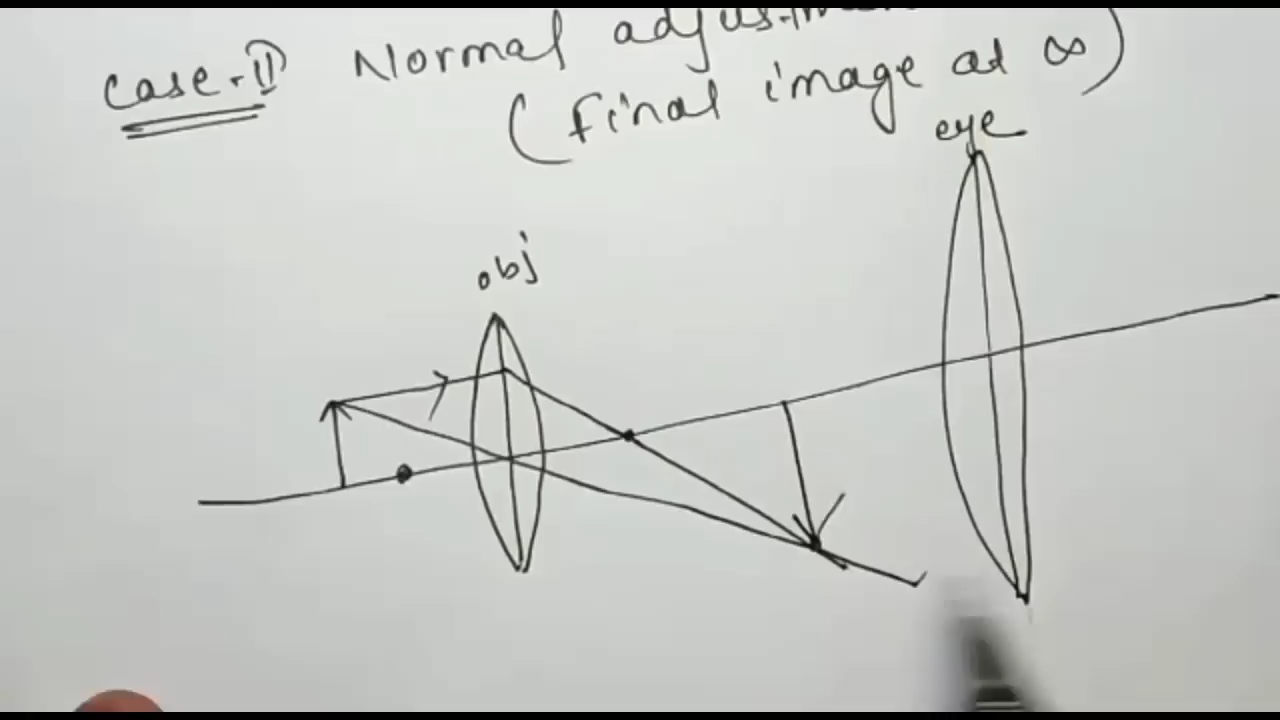 Case-II Normal
(Final image at ∞)
eye
obj